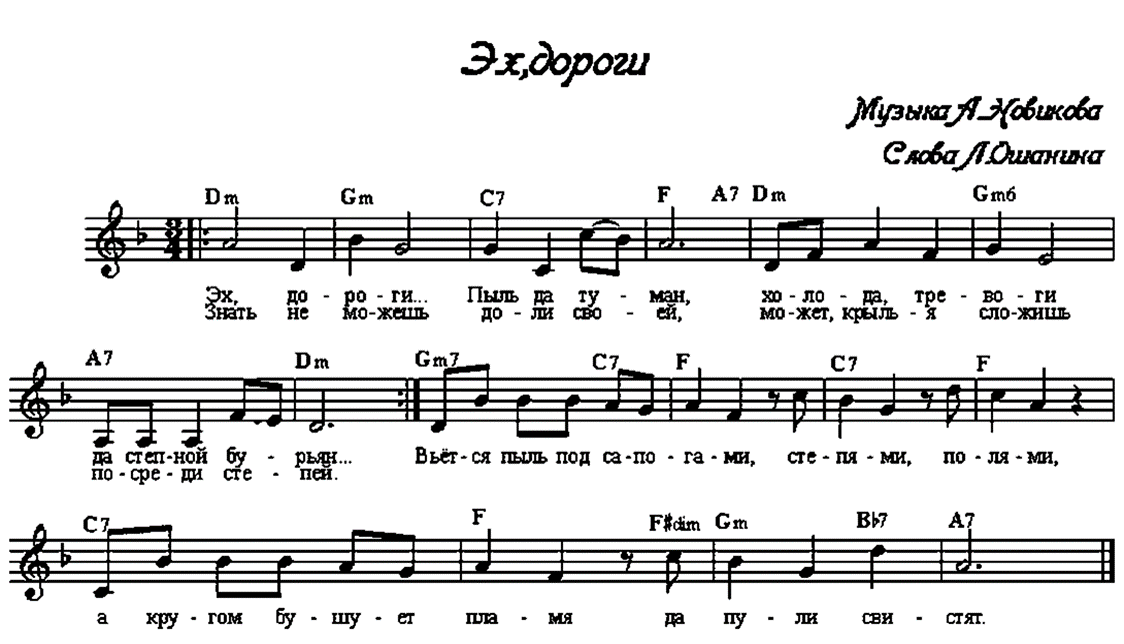 Эх, дороги
Музыка А. Новикова
Слова Л. Ошанина
Dm Gm C7 F A7 Dm Gm6
3/4
Эх, до - ро - ги... Пыль да ту - ман, хо - ло - да, тре - во - ги
Знать не мо - жешь до - ли сво - ей, мо - жет, крыль - я сло - жишь
A7 Dm Gm7 C7 F C7 F
да степ - ной бу - рьян... Вьёт - ся пыль под са - по - га - ми, сте - пя - ми, по - ля - ми,
по - сре - ди сте - пей.
C7 F F#dim Gm Bb7 A7
а кру - гом бу - шу - ет пла - мя да пу - ли сви - стят.